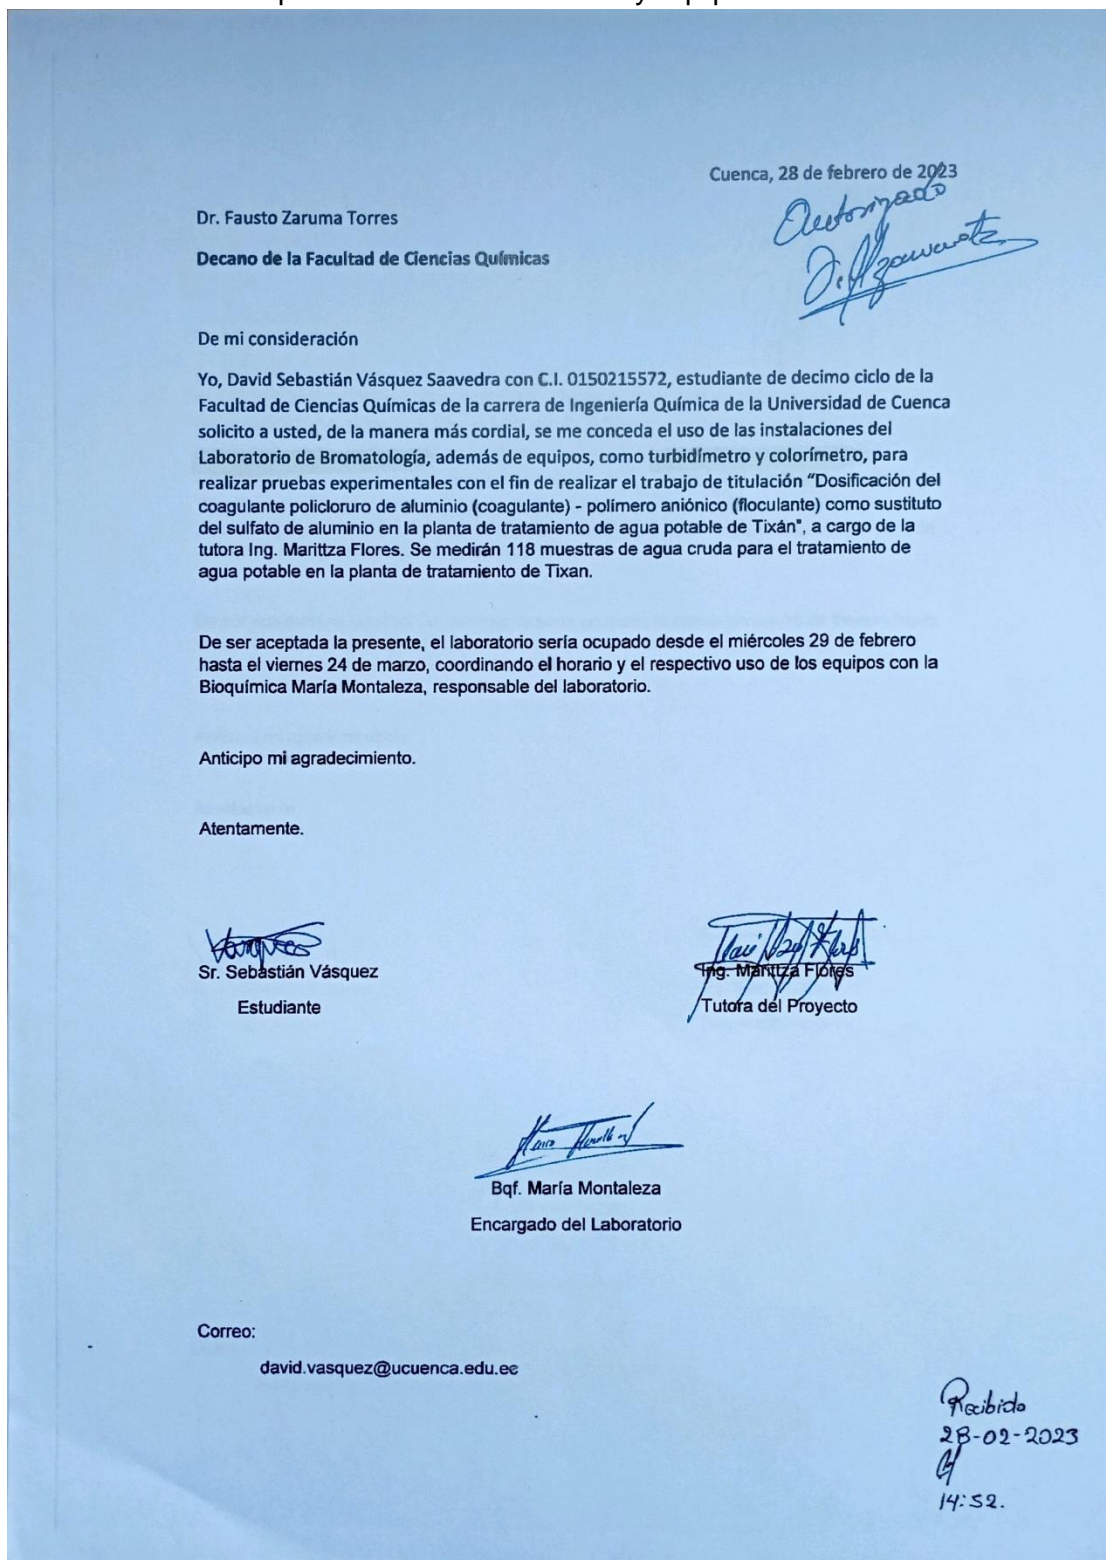 Cuenca, 28 de febrero de 2023
Autorizado
Dr. Fausto Zaruma Torres
Decano de la Facultad de Ciencias Químicas
De mi consideración
Yo, David Sebastián Vásquez Saavedra con C.I. 0150215572, estudiante de decimo ciclo de la
Facultad de Ciencias Químicas de la carrera de Ingeniería Química de la Universidad de Cuenca
solicito a usted, de la manera más cordial, se me conceda el uso de las instalaciones del
Laboratorio de Bromatología, además de equipos, como turbidímetro y colorímetro, para
realizar pruebas experimentales con el fin de realizar el trabajo de titulación “Dosificación del
coagulante policloruro de aluminio (coagulante) - polímero aniónico (floculante) como sustituto
del sulfato de aluminio en la planta de tratamiento de agua potable de Tixán", a cargo de la
tutora Ing. Marittza Flores. Se medirán 118 muestras de agua cruda para el tratamiento de
agua potable en la planta de tratamiento de Tixan.
De ser aceptada la presente, el laboratorio sería ocupado desde el miércoles 29 de febrero
hasta el viernes 24 de marzo, coordinando el horario y el respectivo uso de los equipos con la
Bioquímica María Montaleza, responsable del laboratorio.
Anticipo mi agradecimiento.
Atentamente.
Sr. Sebastián Vásquez
Estudiante
Ing. Marittza Flores
Tutora del Proyecto
Bqf. María Montaleza
Encargado del Laboratorio
Correo:
david.vasquez@ucuenca.edu.ec
Recibido
28-02-2023
14:52.